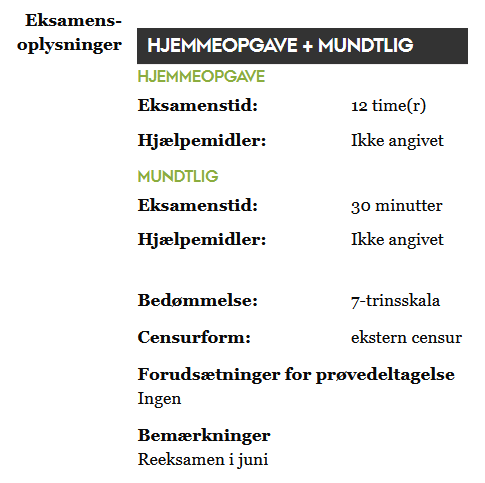 Eksamens-
oplysninger
HJEMMEOPGAVE + MUNDTLIG
HJEMMEOPGAVE
Eksamenstid: 12 time(r)
Hjælpemidler: Ikke angivet
MUNDTLIG
Eksamenstid: 30 minutter
Hjælpemidler: Ikke angivet
Bedømmelse: 7-trinsskala
Censurform: ekstern censur
Forudsætninger for prøvedeltagelse
Ingen
Bemærkninger
Reeksamen i juni